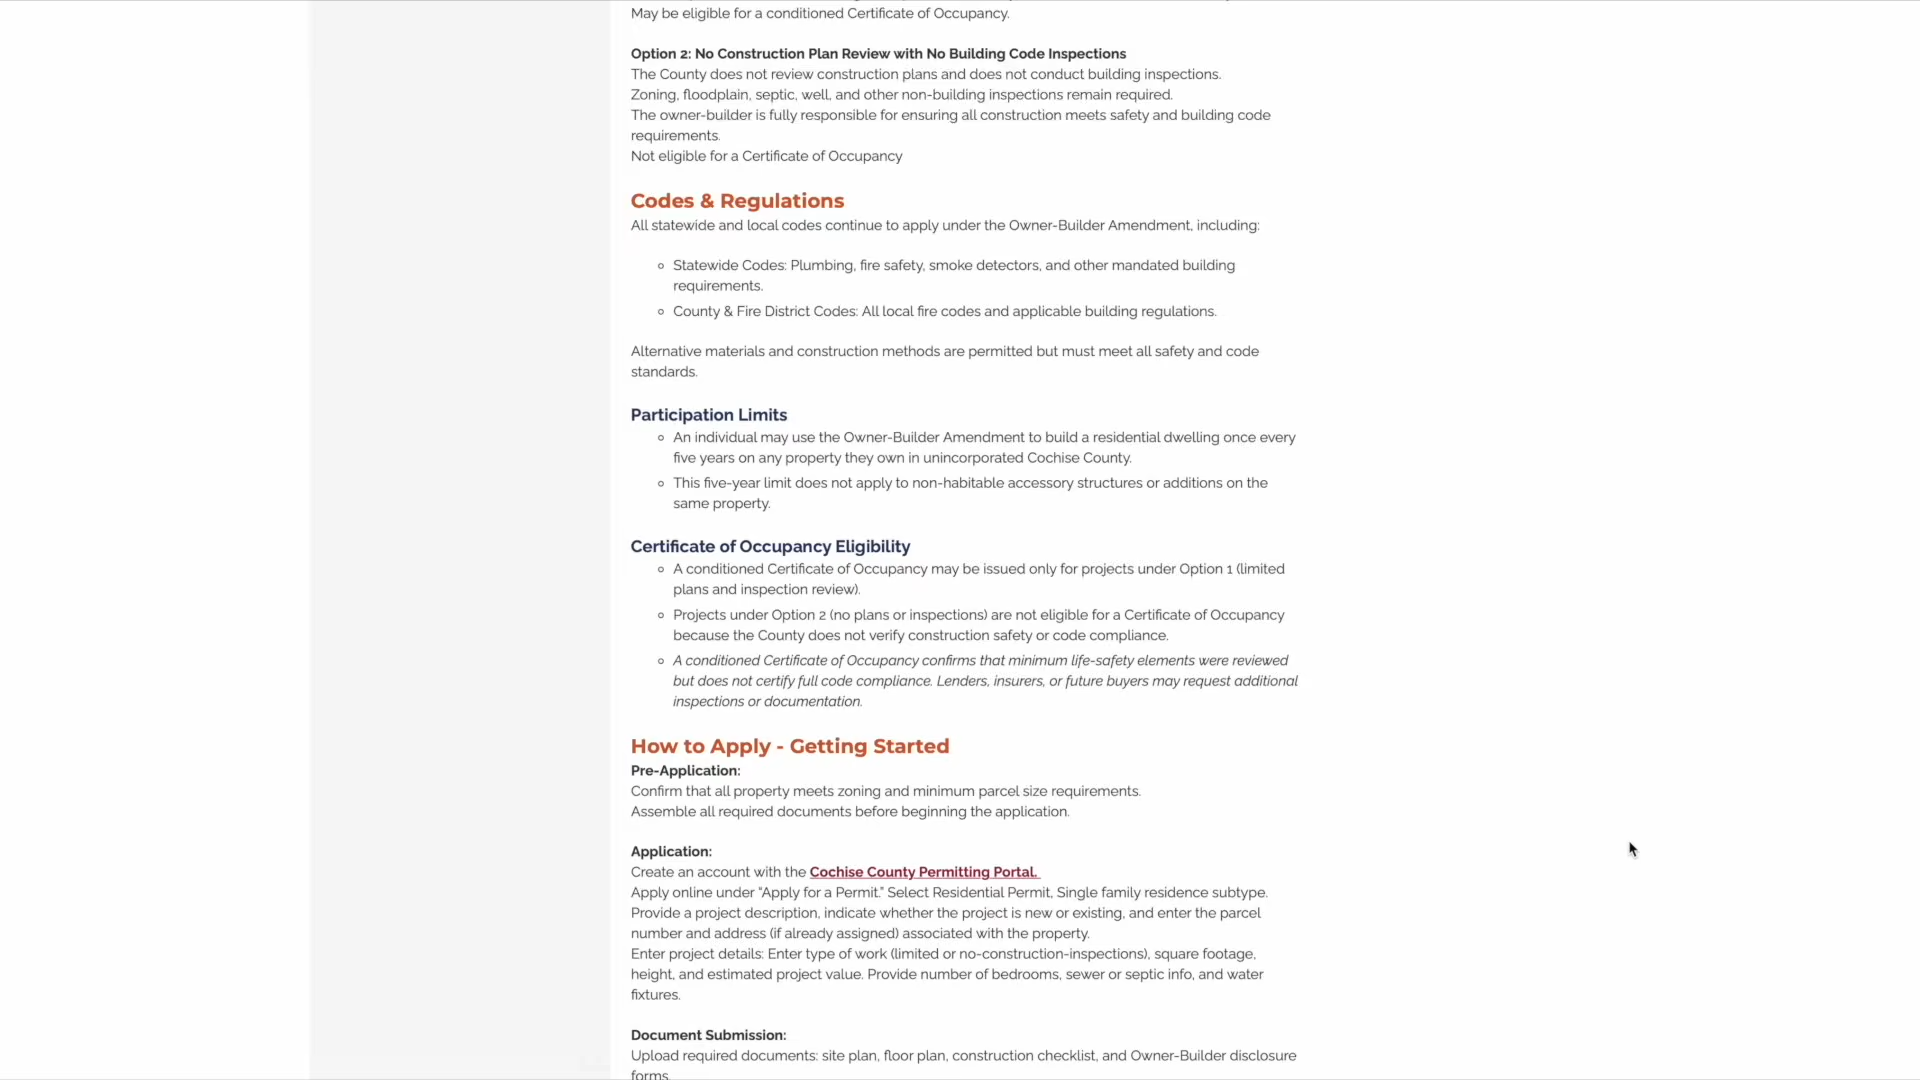 May be eligible for a conditioned Certificate of Occupancy.
Option 2: No Construction Plan Review with No Building Code Inspections
The County does not review construction plans and does not conduct building inspections.
Zoning, floodplain, septic, well, and other non-building inspections remain required.
The owner-builder is fully responsible for ensuring all construction meets safety and building code
requirements.
Not eligible for a Certificate of Occupancy
Codes & Regulations
All statewide and local codes continue to apply under the Owner-Builder Amendment, including:
Statewide Codes: Plumbing, fire safety, smoke detectors, and other mandated building
requirements.
County & Fire District Codes: All local fire codes and applicable building regulations.
Alternative materials and construction methods are permitted but must meet all safety and code
standards.
Participation Limits
An individual may use the Owner-Builder Amendment to build a residential dwelling once every
five years on any property they own in unincorporated Cochise County.
This five-year limit does not apply to non-habitable accessory structures or additions on the
same property.
Certificate of Occupancy Eligibility
A conditioned Certificate of Occupancy may be issued only for projects under Option 1 (limited
plans and inspection review).
Projects under Option 2 (no plans or inspections) are not eligible for a Certificate of Occupancy
because the County does not verify construction safety or code compliance.
A conditioned Certificate of Occupancy confirms that minimum life-safety elements were reviewed
but does not certify full code compliance. Lenders, insurers, or future buyers may request additional
inspections or documentation.
How to Apply - Getting Started
Pre-Application:
Confirm that all property meets zoning and minimum parcel size requirements.
Assemble all required documents before beginning the application.
Application:
Create an account with the Cochise County Permitting Portal.
Apply online under “Apply for a Permit.” Select Residential Permit, Single family residence subtype.
Provide a project description, indicate whether the project is new or existing, and enter the parcel
number and address (if already assigned) associated with the property.
Enter project details: Enter type of work (limited or no-construction-inspections), square footage,
height, and estimated project value. Provide number of bedrooms, sewer or septic info, and water
fixtures.
Document Submission:
Upload required documents: site plan, floor plan, construction checklist, and Owner-Builder disclosure
forms.